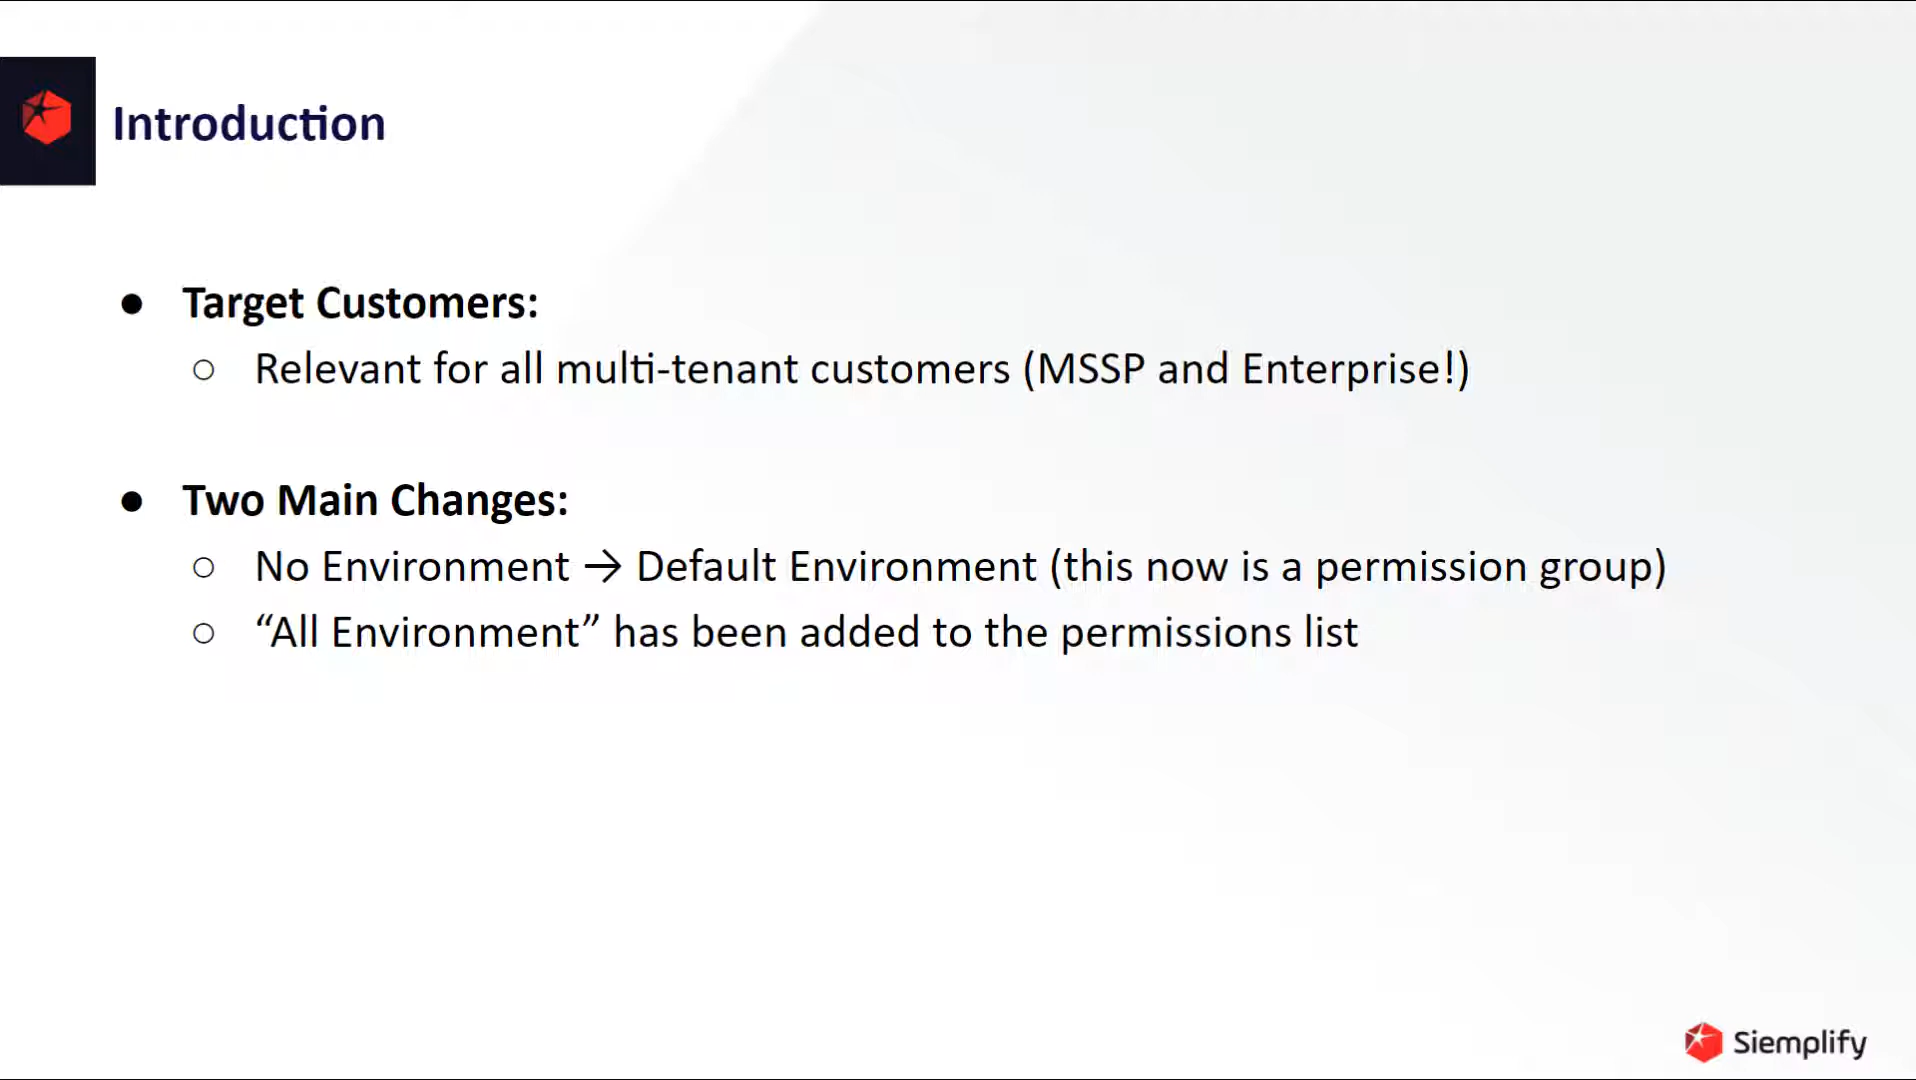 Introduction
● Target Customers:
○ Relevant for all multi-tenant customers (MSSP and Enterprise!)
● Two Main Changes:
○ No Environment → Default Environment (this now is a permission group)
○ “All Environment” has been added to the permissions list
Siemplify